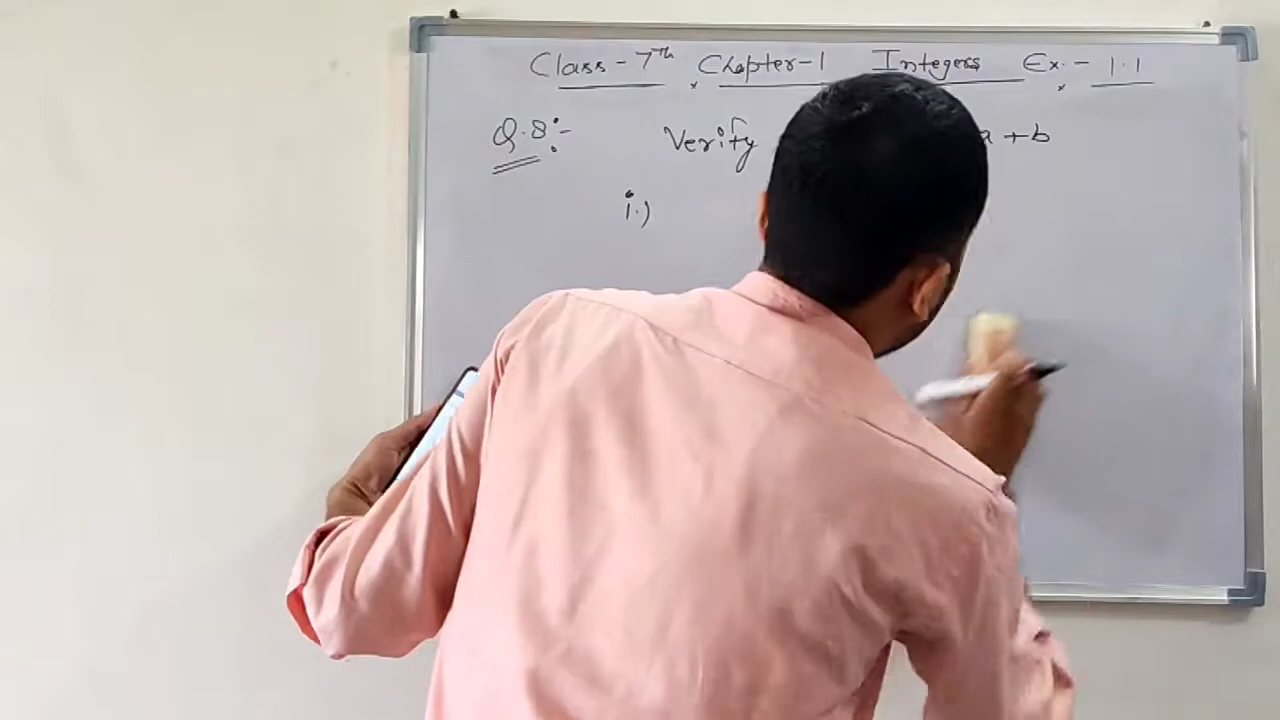 Class - 7th Chapter - 1 Integers Ex. - 1.1
Q.8:- Verify a + b
i.)